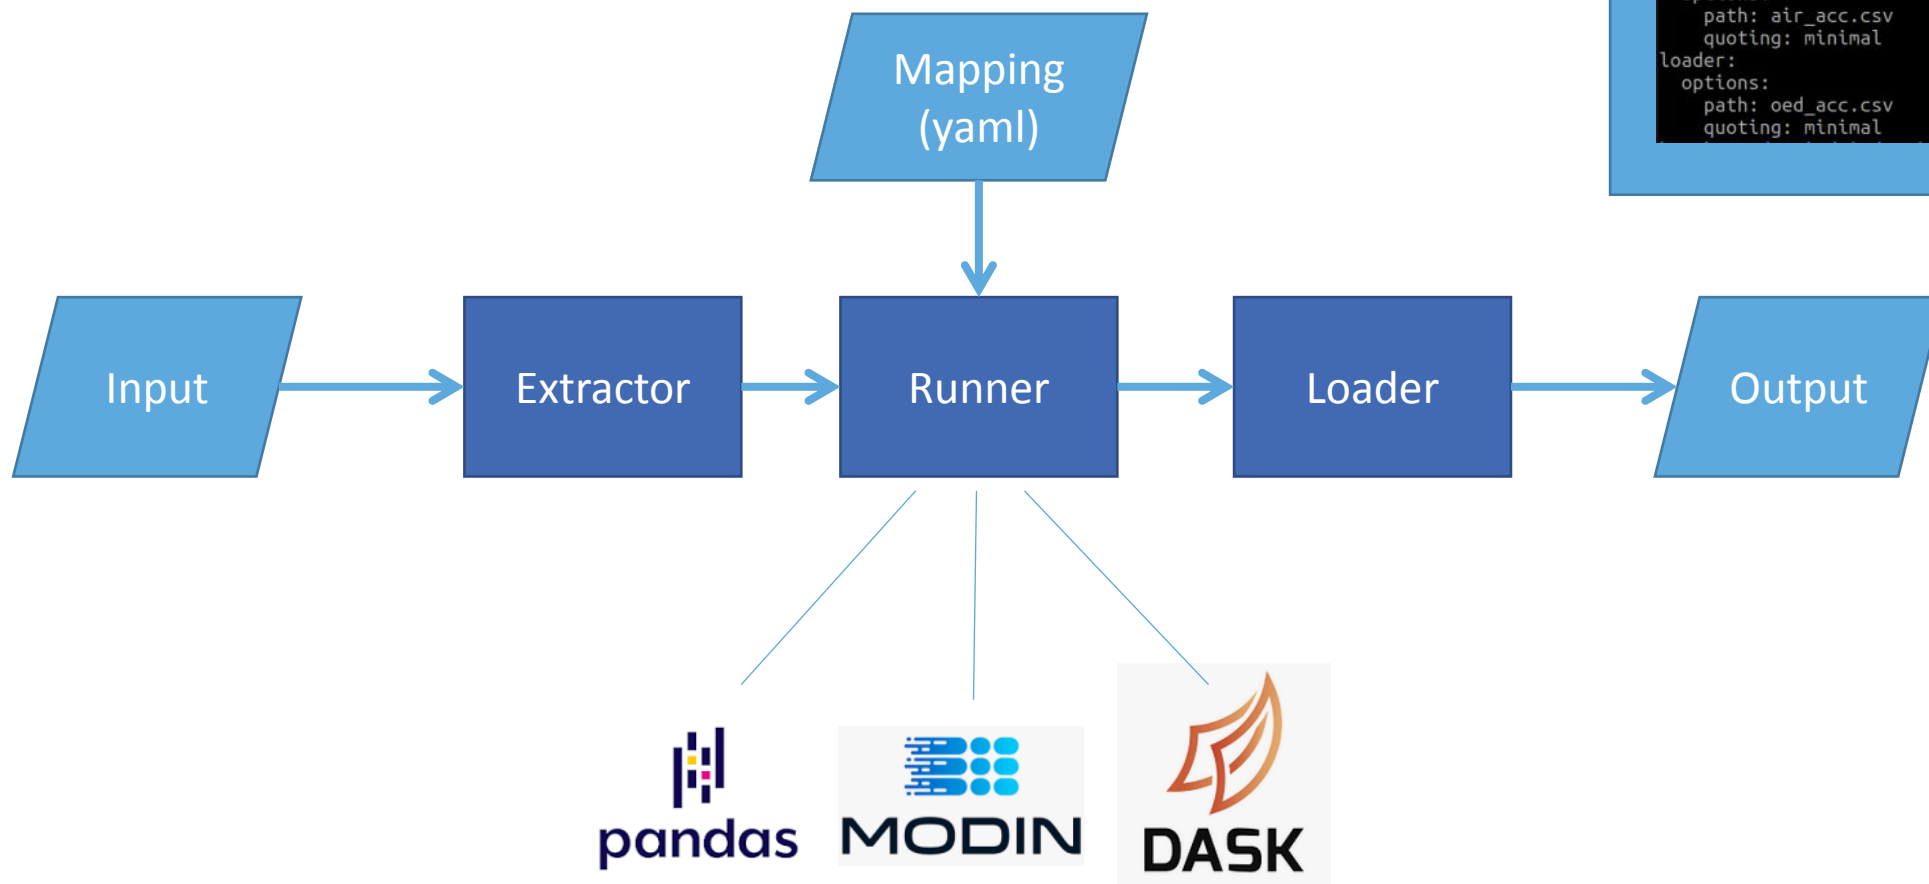 path: air_acc.csv
quoting: minimal
loader:
options:
path: oed_acc.csv
quoting: minimal
Mapping
(yaml)
Input
Extractor
Runner
Loader
Output
pandas
MODIN
DASK